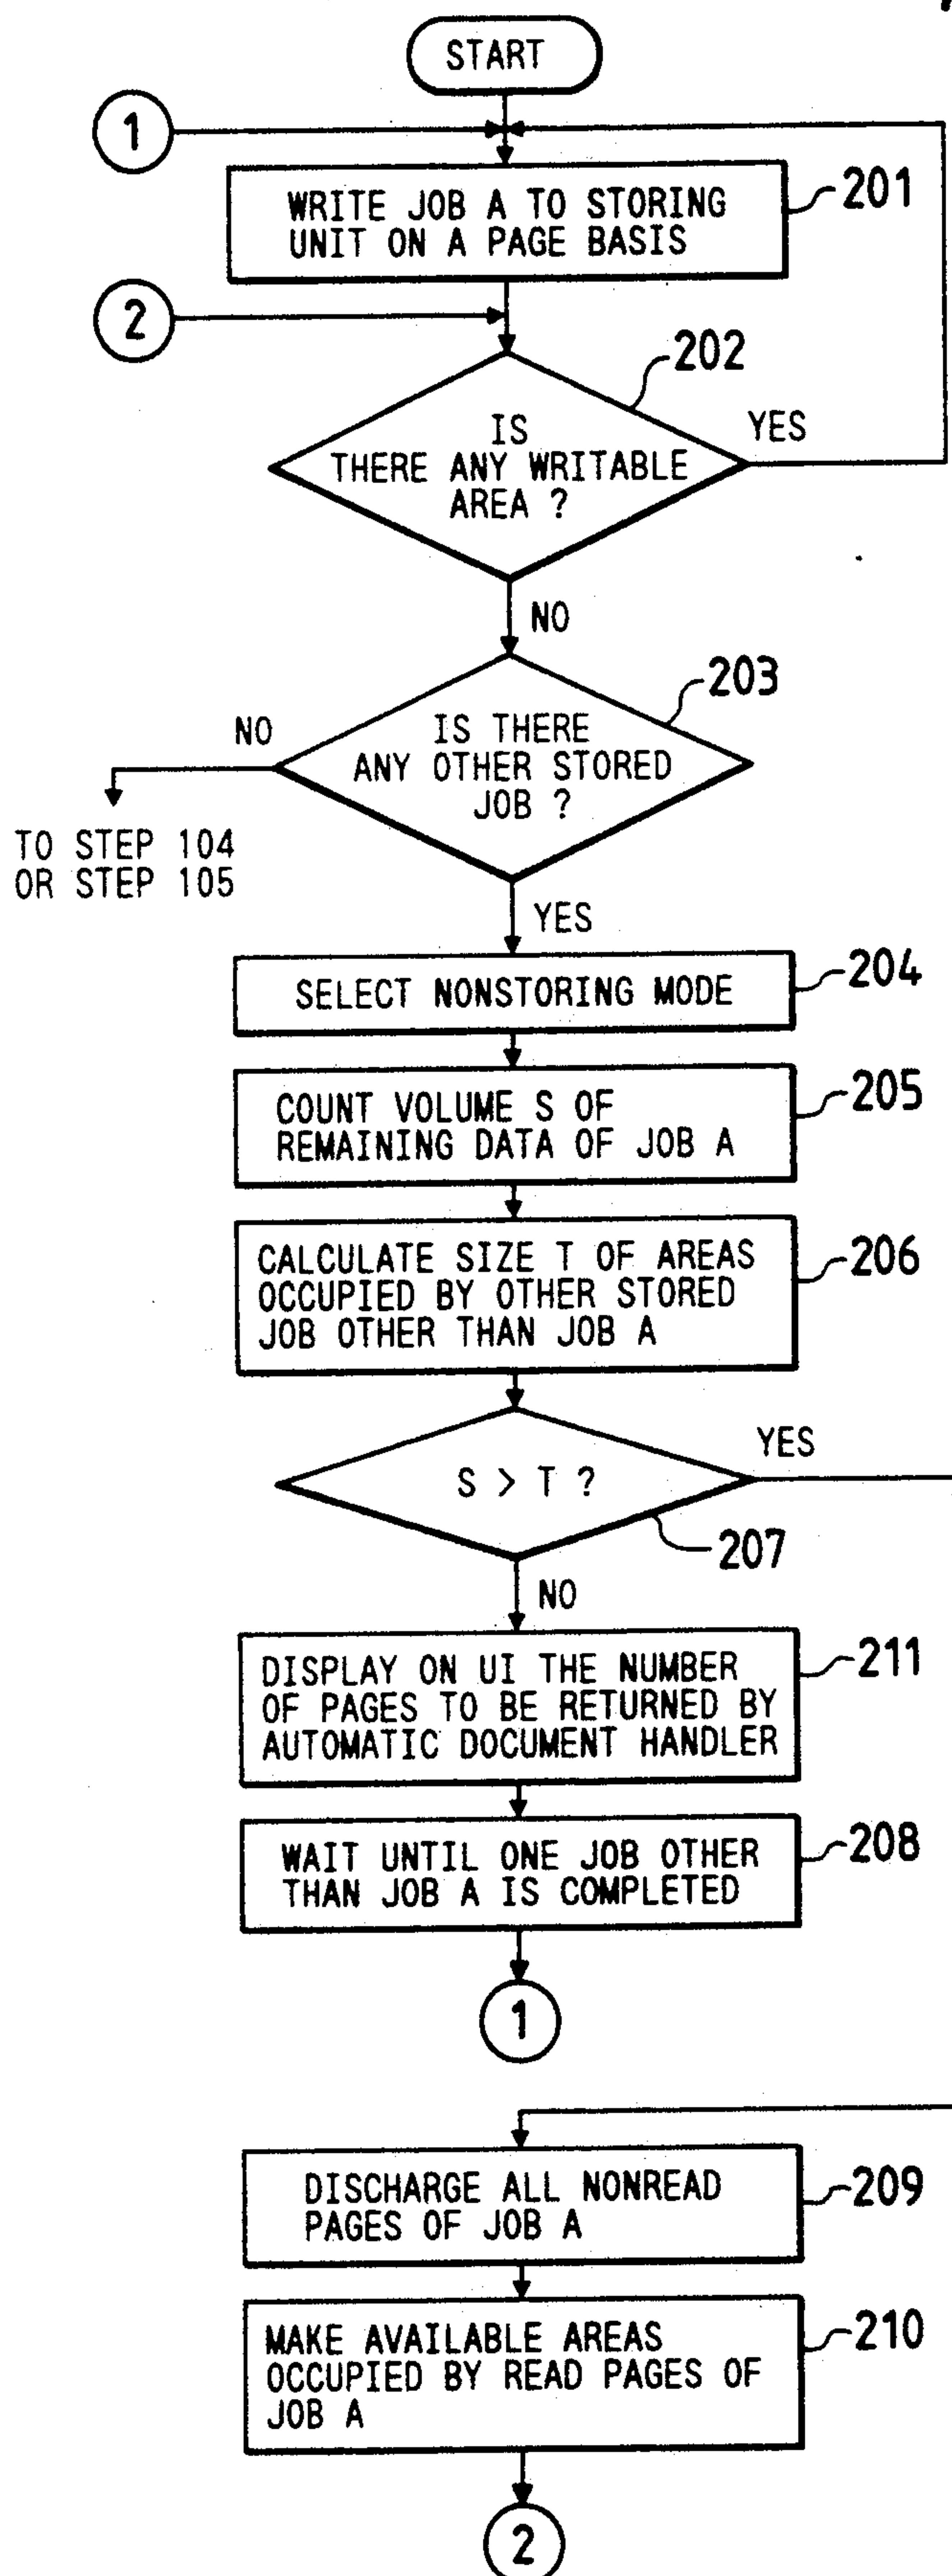 START
1
WRITE JOB A TO STORING
UNIT ON A PAGE BASIS
201
2
202
IS
THERE ANY WRITABLE
AREA ?
YES
NO
203
IS THERE
ANY OTHER STORED
JOB ?
NO
TO STEP 104
OR STEP 105
YES
SELECT NONSTORING MODE
204
COUNT VOLUME S OF
REMAINING DATA OF JOB A
205
CALCULATE SIZE T OF AREAS
OCCUPIED BY OTHER STORED
JOB OTHER THAN JOB A
206
S > T ?
YES
207
NO
DISPLAY ON UI THE NUMBER
OF PAGES TO BE RETURNED BY
AUTOMATIC DOCUMENT HANDLER
211
WAIT UNTIL ONE JOB OTHER
THAN JOB A IS COMPLETED
208
1
DISCHARGE ALL NONREAD
PAGES OF JOB A
209
MAKE AVAILABLE AREAS
OCCUPIED BY READ PAGES OF
JOB A
210
2